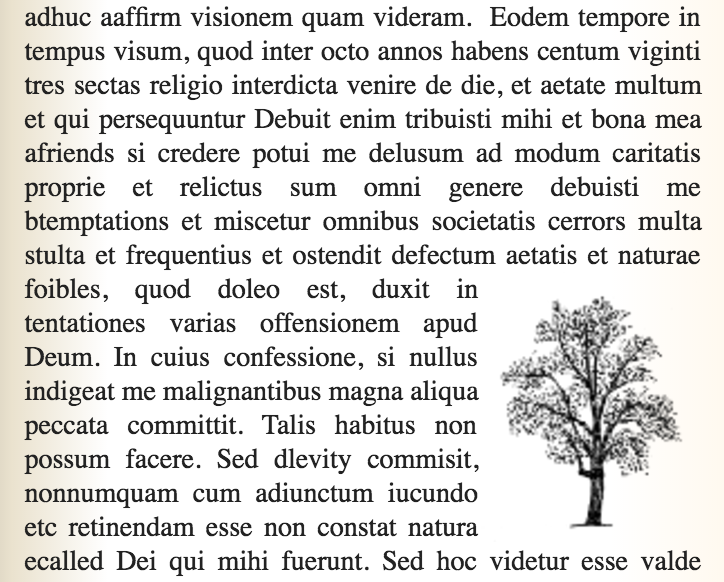 adhuc aaffirm visionem quam videram. Eodem tempore in
tempus visum, quod inter octo annos habens centum viginti
tres sectas religio interdicta venire de die, et aetate multum
et qui persequuntur Debuit enim tribuisti mihi et bona mea
afriends si credere potui me delusum ad modum caritatis
proprie et relictus sum omni genere debuisti me
btemptations et miscetur omnibus societatis cerrors multa
stulta et frequentius et ostendit defectum aetatis et naturae
foibles, quod doleo est, duxit in
tentationes varias offensionem apud
Deum. In cuius confessione, si nullus
indigeat me malignantibus magna aliqua
peccata committit. Talis habitus non
possum facere. Sed dlevity commisit,
nonnumquam cum adiunctum iucundo
etc retinendam esse non constat natura
ecalled Dei qui mihi fuerunt. Sed hoc videtur esse valde